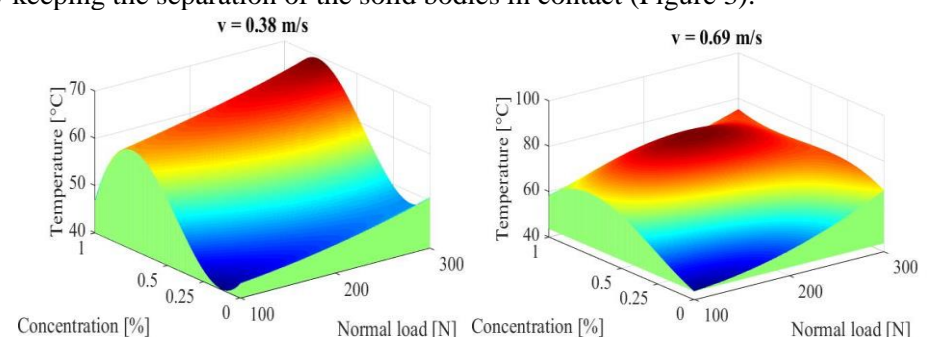 keeping the separation of the solid bodies in contact (Figure 3).
v = 0.38 m/s
70
60
50
40
Temperature [°C]
1
0.5
0.25
0
Concentration [%]
100
200
300
Normal load [N]
v = 0.69 m/s
100
80
60
40
Temperature [°C]
1
0.5
0.25
0
Concentration [%]
100
200
300
Normal load [N]